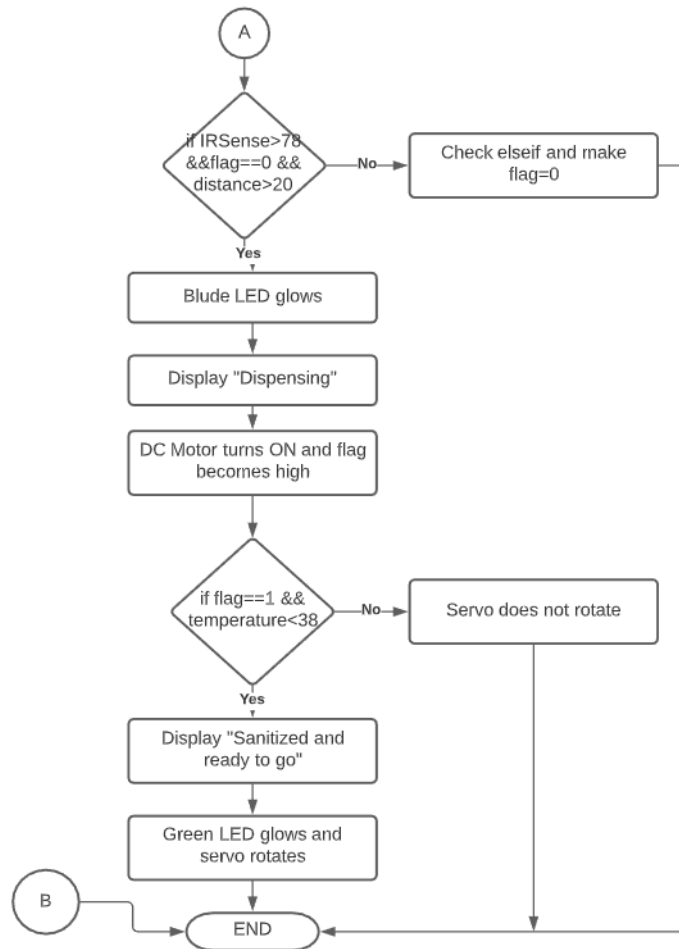 A
if IRSense>78
&&flag==0 &&
distance>20
No
Check elseif and make
flag=0
Yes
Blude LED glows
Display "Dispensing"
DC Motor turns ON and flag
becomes high
if flag==1 &&
temperature<38
No
Servo does not rotate
Yes
Display "Sanitized and
ready to go"
Green LED glows and
servo rotates
B
END